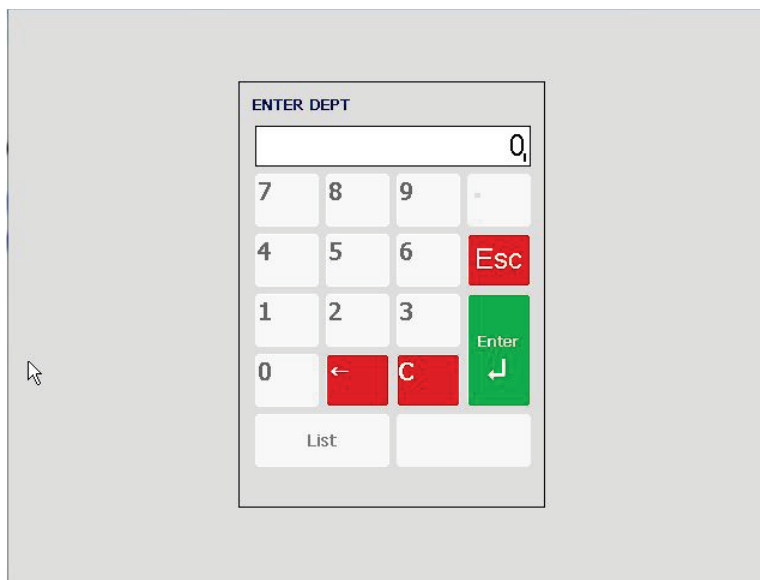 ENTER DEPT
0
7 8 9 -
4 5 6 Esc
1 2 3
Enter
0 ← C ↵
List